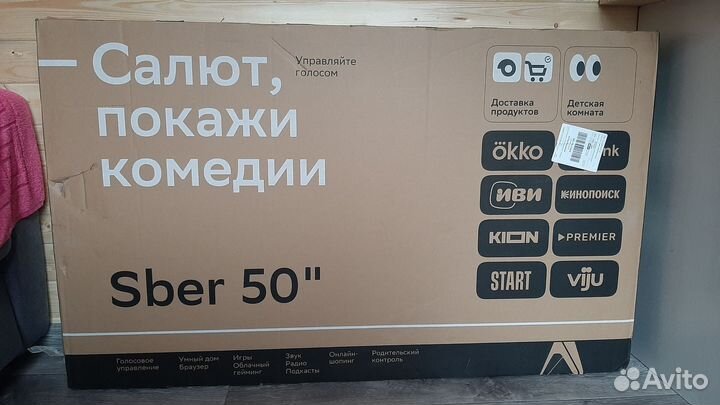 Салют,
покажи
комедии
Управляйте
голосом
Доставка
продуктов
Детская
комната
ökko
иви
КИНОПОИСК
KION
PREMIER
START
viju
Sber 50"
Голосовое
управление
Умный дом
Браузер
Игры
Облачный
гейминг
Звук
Радио
Подкасты
Онлайн-
шопинг
Родительский
контроль
Avito